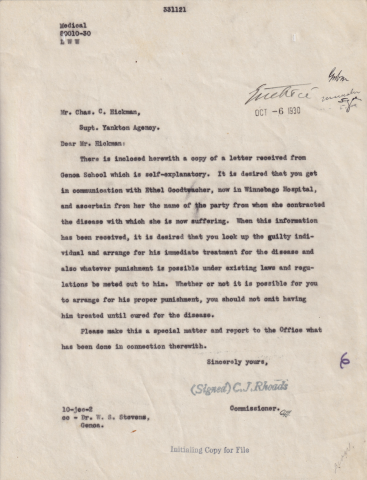 331121
Medical
69010-30
L W W
OCT -6 1930
Mr. Chas. C. Hickman,
Supt. Yankton Agency.
Dear Mr. Hickman:
There is inclosed herewith a copy of a letter received from
Genoa School which is self-explanatory. It is desired that you get
in communication with Ethel Goodteacher, now in Winnebago Hospital,
and ascertain from her the name of the party from whom she contracted
the disease with which she is now suffering. When this information
has been received, it is desired that you look up the guilty indi-
vidual and arrange for his immediate treatment for the disease and
also whatever punishment is possible under existing laws and regu-
lations be meted out to him. Whether or not it is possible for you
to arrange for his proper punishment, you should not omit having
him treated until cured for the disease.
Please make this a special matter and report to the Office what
has been done in connection therewith.
Sincerely yours,
6
(Signed) C. J. Rhoads
Commissioner.
10-jes-2
cc - Dr. W. S. Stevens,
Genoa.
Initialing Copy for File